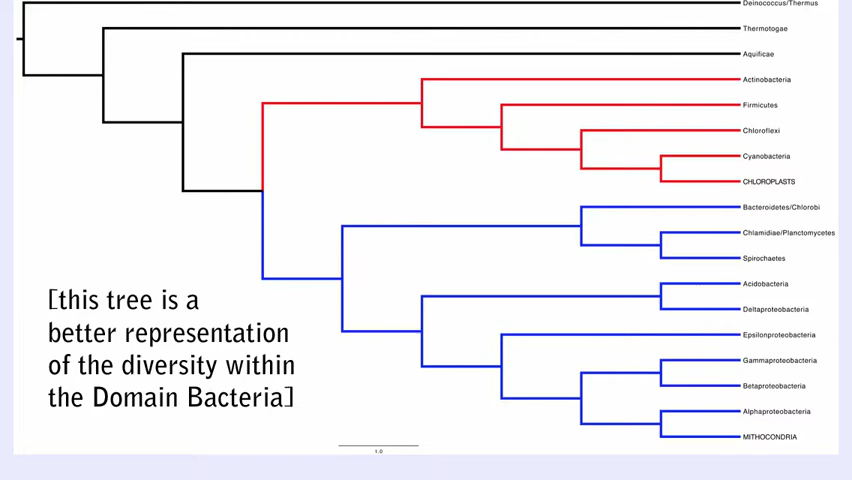 Deinococcus/Thermus
Thermotogae
Aquificae
Actinobacteria
Firmicutes
Chloroflexi
Cyanobacteria
CHLOROPLASTS
Bacteroidetes/Chlorobi
Chlamidiae/Planctomycetes
Spirochaetes
Acidobacteria
Deltaproteobacteria
Epsilonproteobacteria
Gammaproteobacteria
Betaproteobacteria
Alphaproteobacteria
MITHOCONDRIA
[this tree is a
better representation
of the diversity within
the Domain Bacteria]
1.0